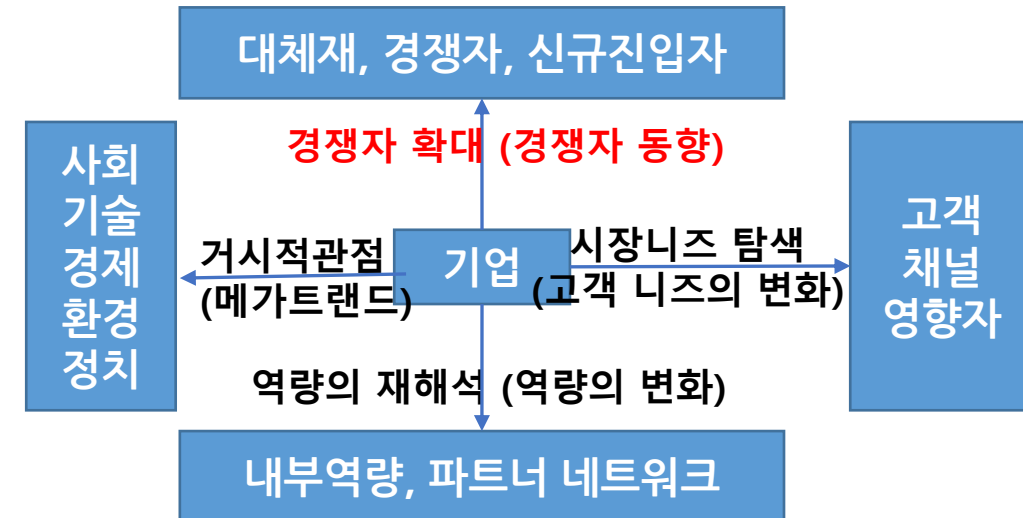 대체재, 경쟁자, 신규진입자
경쟁자 확대 (경쟁자 동향)
사회
기술
경제
환경
정치
거시적관점
(메가트랜드)
기업
시장니즈 탐색
(고객 니즈의 변화)
고객
채널
영향자
역량의 재해석 (역량의 변화)
내부역량, 파트너 네트워크